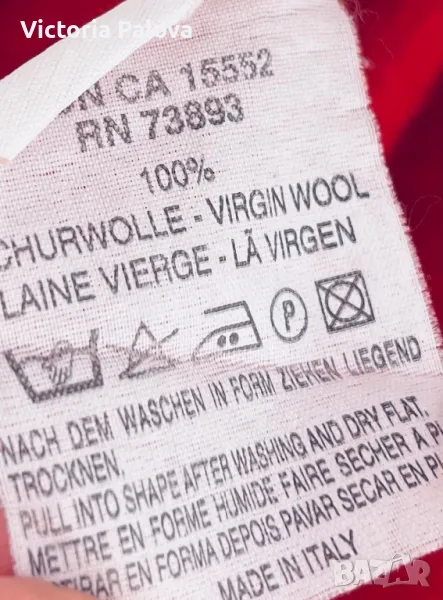 Victoria Palova
CA 15552
RN 73893
100%
CHURWOLLE - VIRGIN WOOL
LAINE VIERGE - LÃ VIRGEN
P
NACH DEM WASCHEN IN FORM ZIEHEN LIEGEND
TROCKNEN.
PULL INTO SHAPE AFTER WASHING AND DRY FLAT.
METTRE EN FORME HUMIDE FAIRE SECHER A PL
TIRAR EN FORMA DEPOIS.PAVAR SECAR EN P
MADE IN ITALY
BAZAR